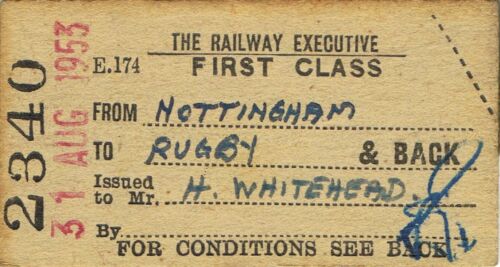 2340
31 AUG 1953
THE RAILWAY EXECUTIVE
E.174 FIRST CLASS
FROM NOTTINGHAM
TO RUGBY & BACK
Issued
to Mr. H. WHITEHEAD.
By
FOR CONDITIONS SEE BACK